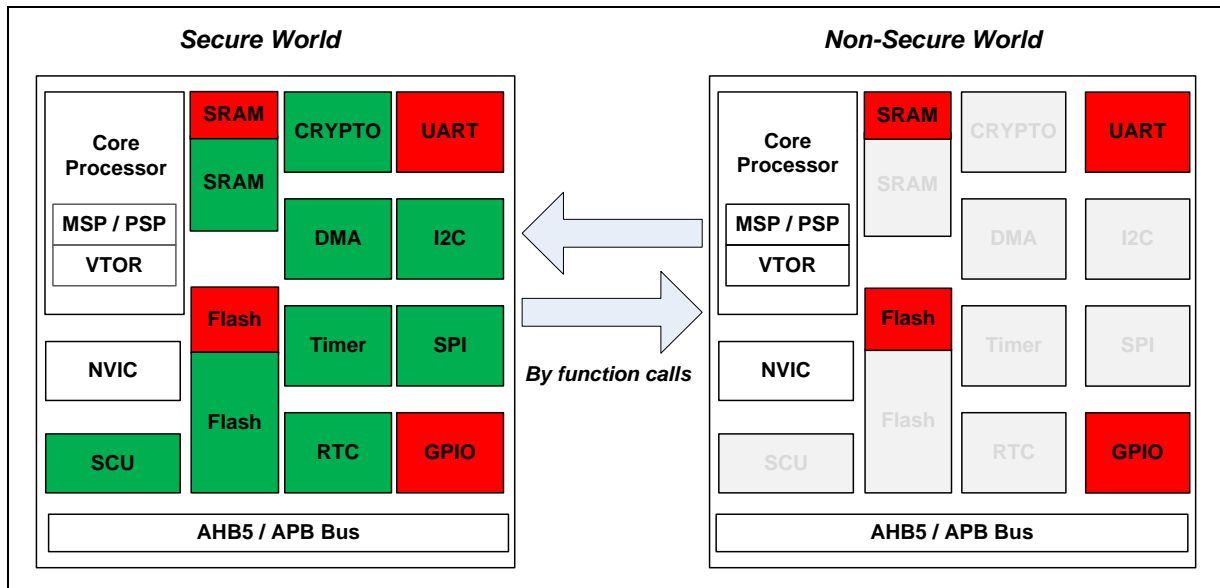 Secure World
Non-Secure World
Core
Processor
MSP / PSP
VTOR
NVIC
SCU
SRAM
SRAM
Flash
Flash
CRYPTO
UART
DMA
I2C
Timer
SPI
RTC
GPIO
AHB5 / APB Bus
By function calls
Core
Processor
MSP / PSP
VTOR
NVIC
SCU
SRAM
SRAM
Flash
Flash
CRYPTO
UART
DMA
I2C
Timer
SPI
RTC
GPIO
AHB5 / APB Bus